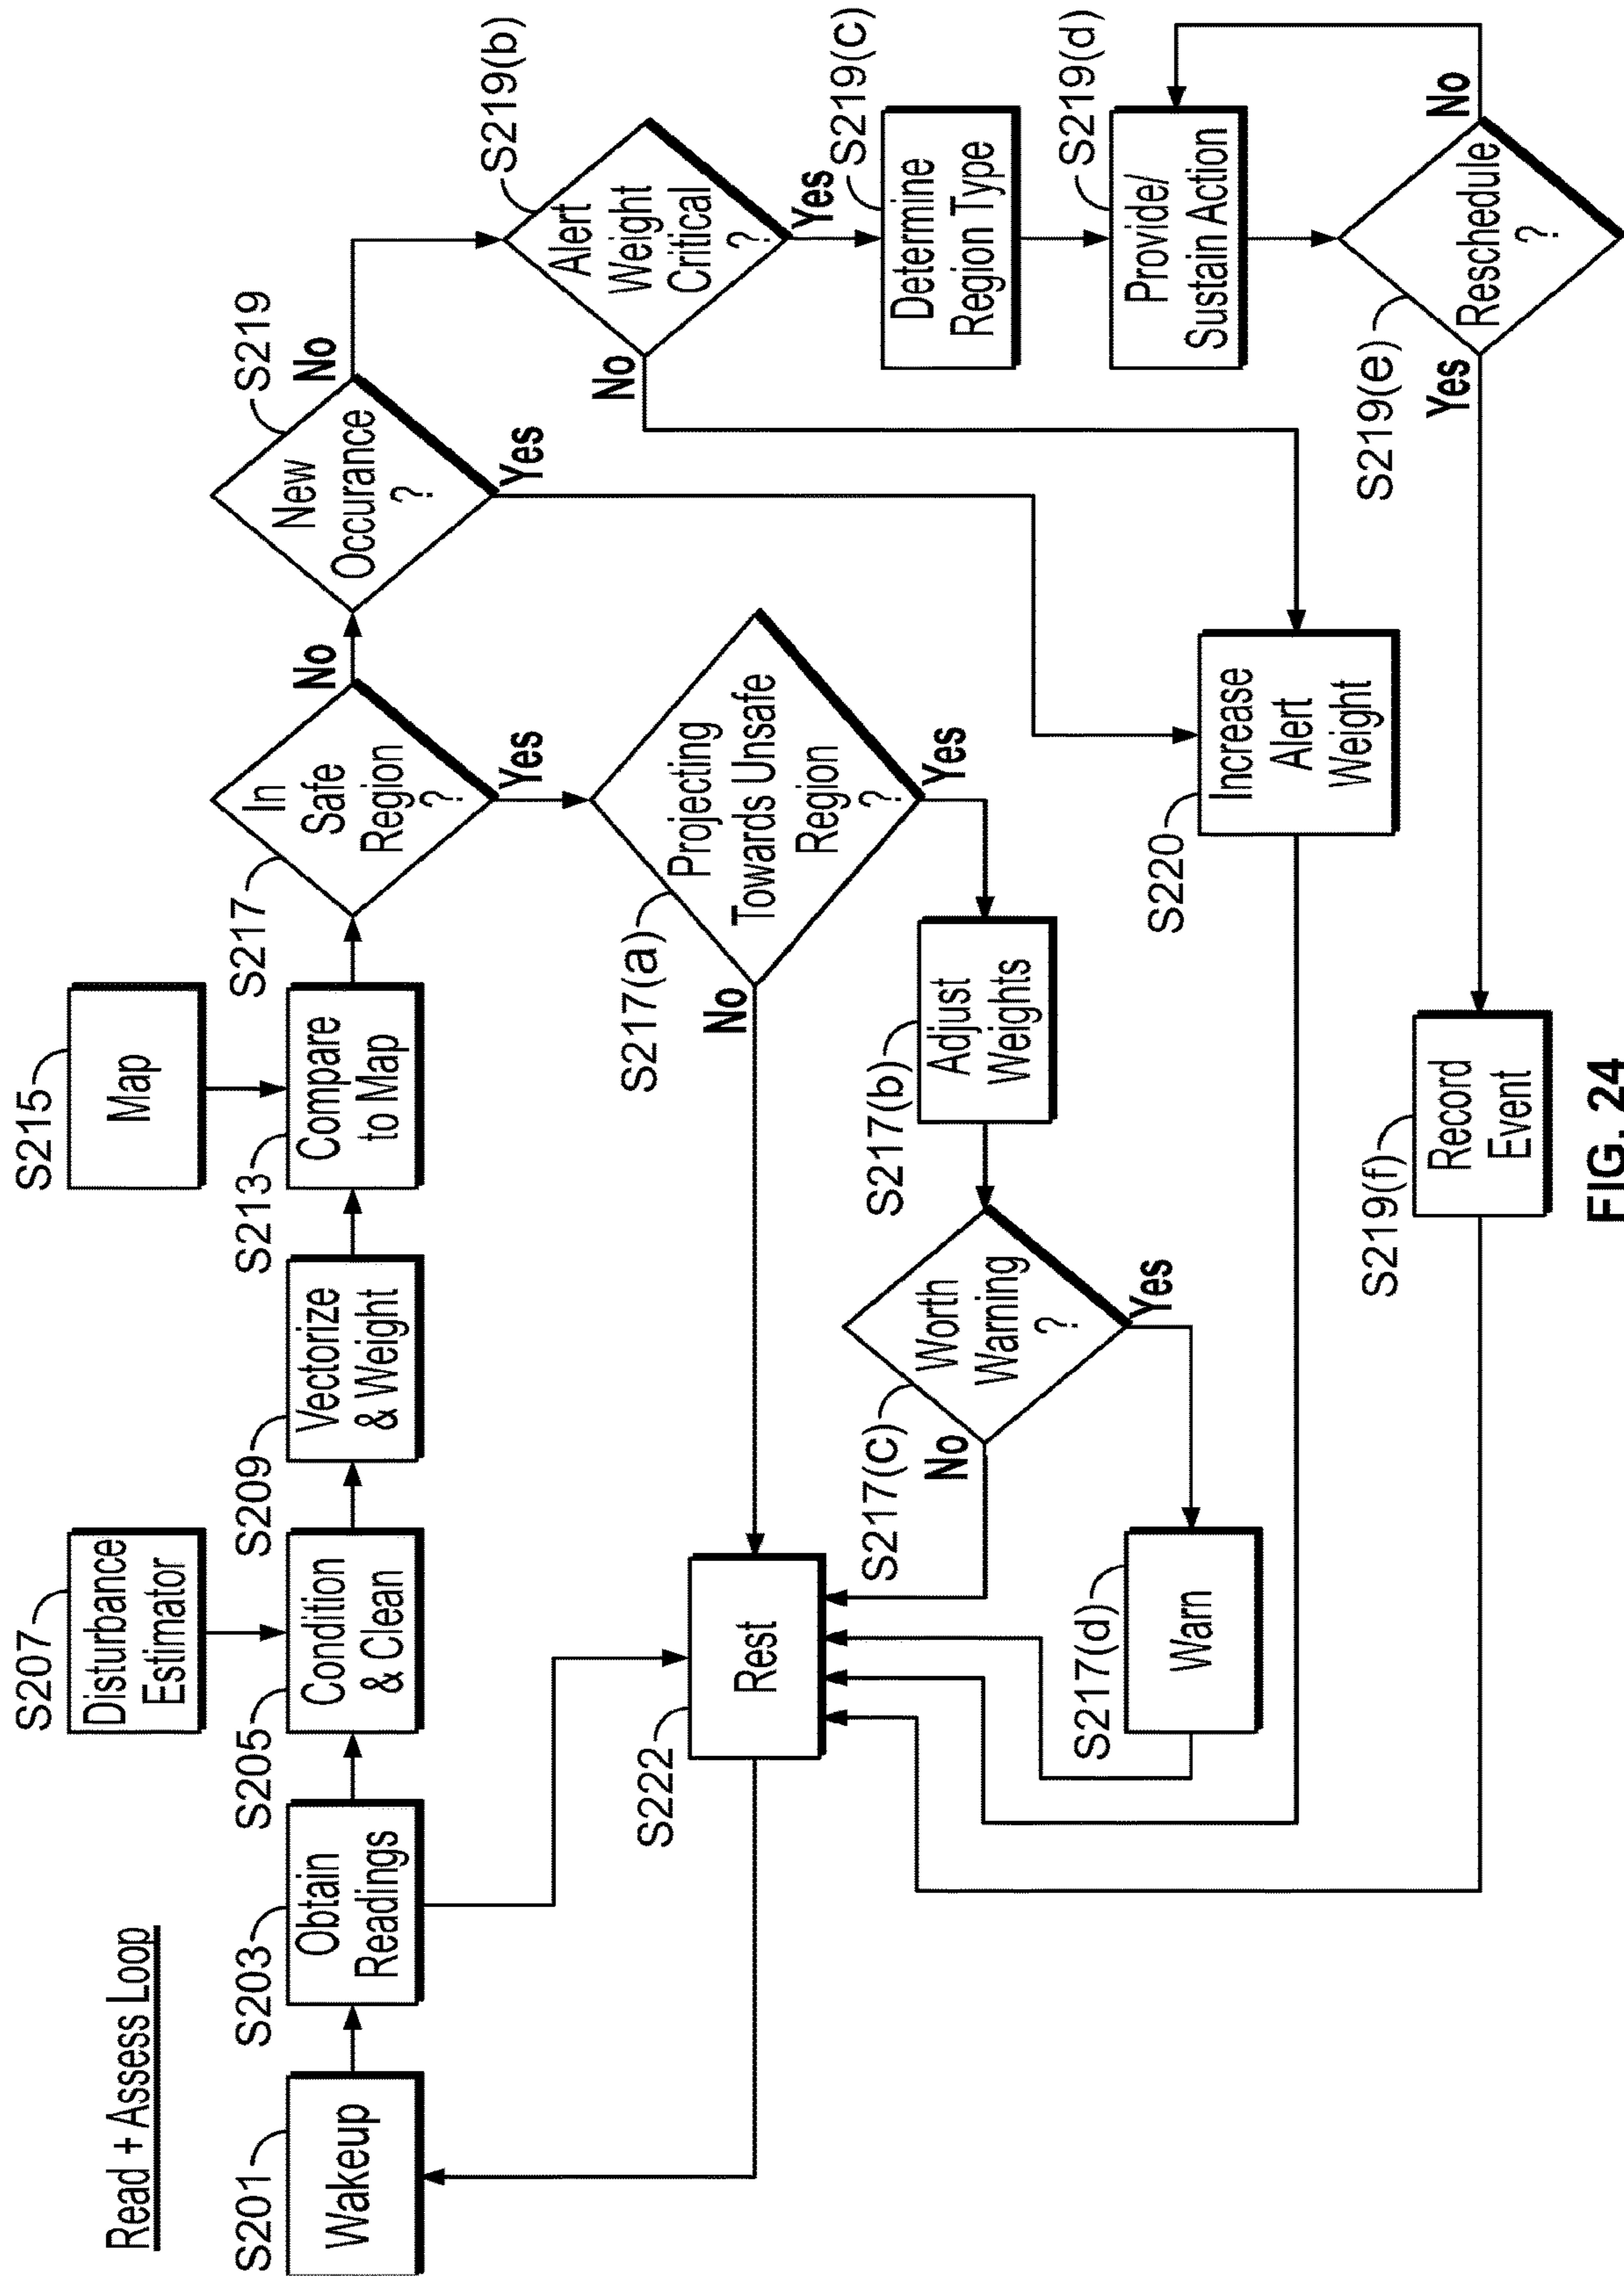 Read + Assess Loop
S207
Disturbance
Estimator
S215
Map
S201
Wakeup
S203
Obtain
Readings
S205
Condition
& Clean
S209
Vectorize
& Weight
S213
Compare
to Map
S217
In
Safe
Region
?
No
Yes
S219
New
Occurance
?
No
Yes
S219(b)
Alert
Weight
Critical
?
No
Yes
S217(a)
Projecting
Towards Unsafe
Region
?
No
Yes
S222
Rest
S217(b)
Adjust
Weights
S217(c)
Worth
Warning
?
No
Yes
S217(d)
Warn
S219(c)
Determine
Region Type
S219(d)
Provide/
Sustain Action
S220
Increase
Alert
Weight
S219(e)
Reschedule
?
No
Yes
S219(f)
Record
Event
FIG. 24